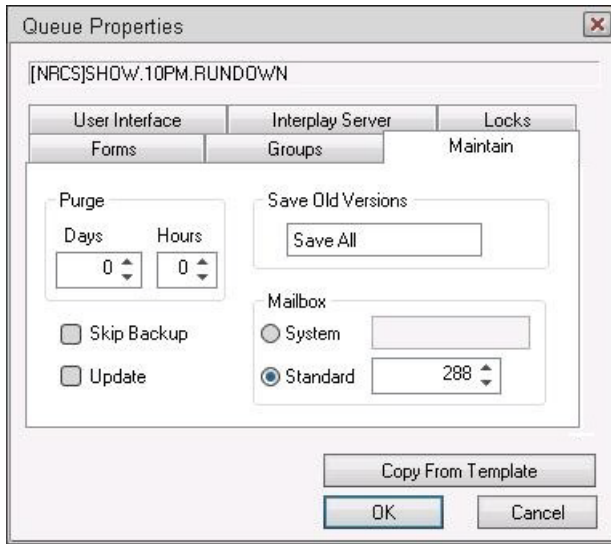 Queue Properties
[NRCS]SHOW.10PM.RUNDOWN
User Interface
Interplay Server
Locks
Forms
Groups
Maintain
Purge
Days
Hours
0
0
Skip Backup
Update
Save Old Versions
Save All
Mailbox
System
Standard
288
Copy From Template
OK
Cancel